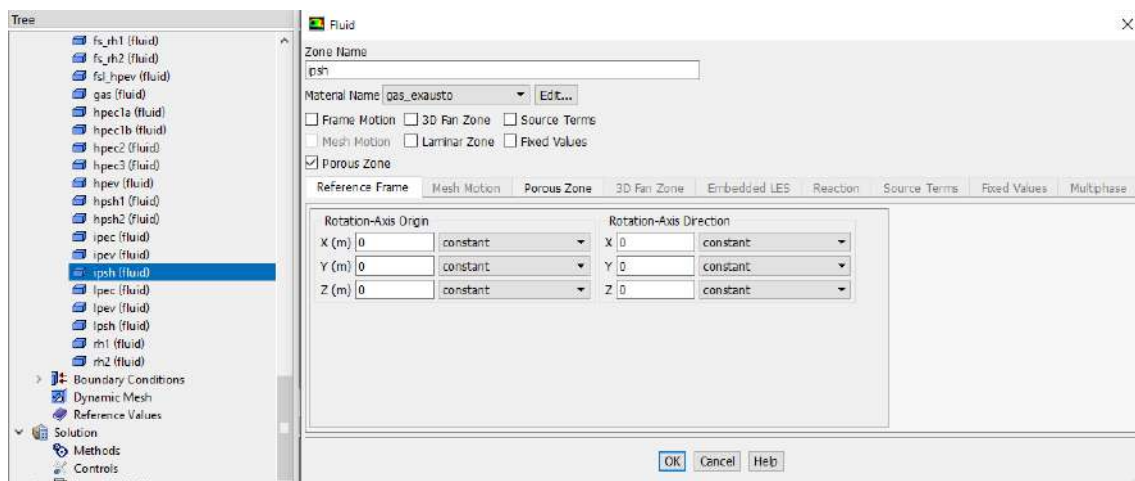 Tree
fs_rh1 (fluid)
fs_rh2 (fluid)
fsl_hpev (fluid)
gas (fluid)
hpec1a (fluid)
hpec1b (fluid)
hpec2 (fluid)
hpec3 (fluid)
hpev (fluid)
hpsh1 (fluid)
hpsh2 (fluid)
ipec (fluid)
ipev (fluid)
ipsh (fluid)
lpec (fluid)
lpev (fluid)
lpsh (fluid)
rh1 (fluid)
rh2 (fluid)
Boundary Conditions
Dynamic Mesh
Reference Values
Solution
Methods
Controls
Fluid
Zone Name
ipsh
Material Name gas_exausto Edit...
Frame Motion 3D Fan Zone Source Terms
Mesh Motion Laminar Zone Fixed Values
Porous Zone
Reference Frame Mesh Motion Porous Zone 3D Fan Zone Embedded LES Reaction Source Terms Fixed Values Multiphase
Rotation-Axis Origin Rotation-Axis Direction
X (m) 0 constant X 0 constant
Y (m) 0 constant Y 0 constant
Z (m) 0 constant Z 0 constant
OK Cancel Help